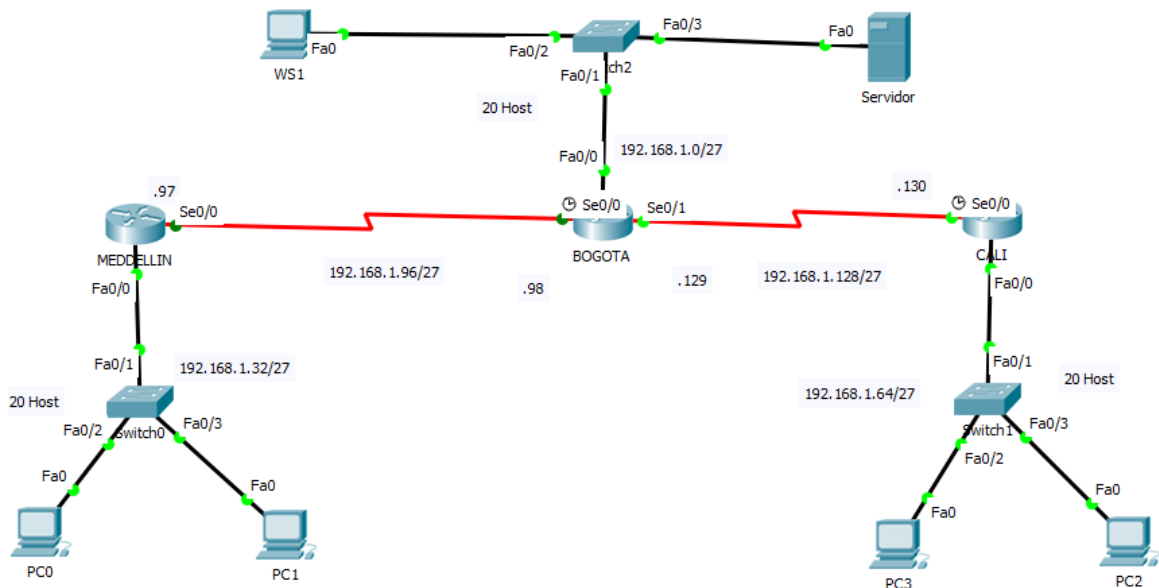 Fa0
WS1
Fa0/2
Fa0/3
Fa0
Servidor
ch2
Fa0/1
20 Host
Fa0/0
192.168.1.0/27
.97
Se0/0
MEDDELLIN
Se0/0
Se0/1
BOGOTA
.130
Se0/0
CALI
192.168.1.96/27
.98
.129
192.168.1.128/27
Fa0/0
Fa0/0
Fa0/1
192.168.1.32/27
20 Host
Fa0/2
Switch0
Fa0/3
Fa0
Fa0
PC0
PC1
Fa0/1
20 Host
192.168.1.64/27
Switch1
Fa0/3
Fa0/2
Fa0
Fa0
PC3
PC2